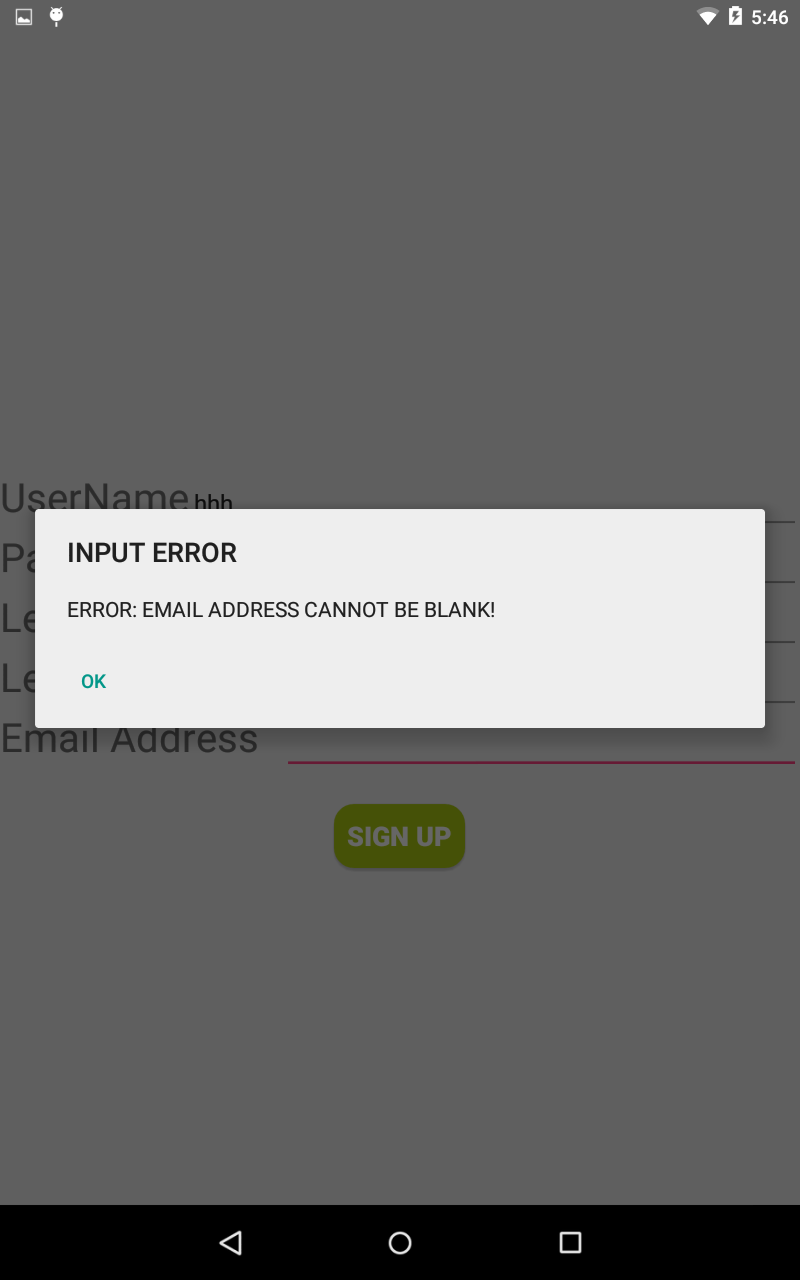 5:46
UserName hhh
INPUT ERROR
ERROR: EMAIL ADDRESS CANNOT BE BLANK!
OK
Email Address
SIGN UP